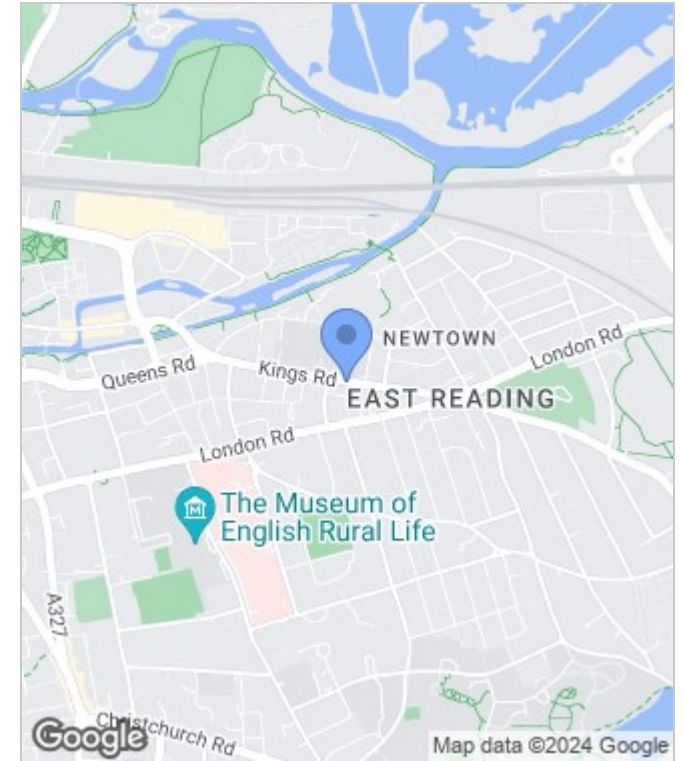 NEWTOWN
London Rd
Queens Rd
Kings Rd
EAST READING
London Rd
M
The Museum of
English Rural Life
A327
Christchurch Rd
Google
Map data ©2024 Google